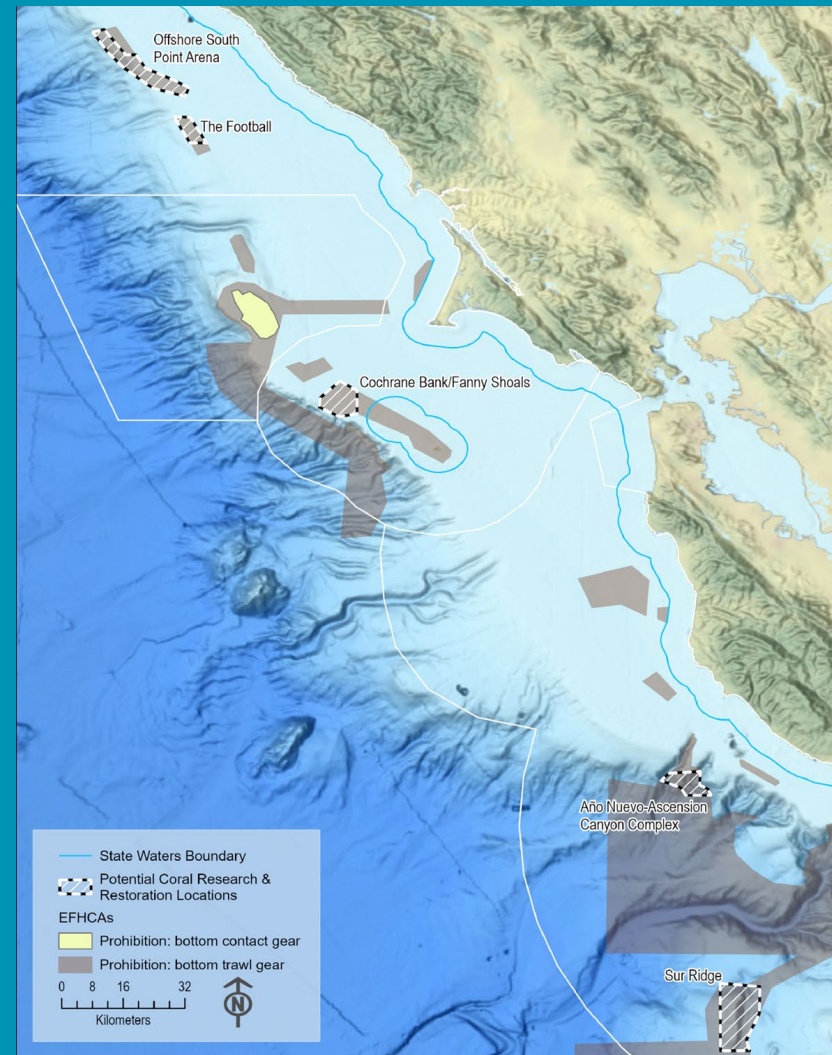 Offshore South
Point Arena
The Football
Cochrane Bank/Fanny Shoals
Año Nuevo-Ascension
Canyon Complex
Sur Ridge
State Waters Boundary
Potential Coral Research &
Restoration Locations
EFHCAs
Prohibition: bottom contact gear
Prohibition: bottom trawl gear
0 8 16 32
Kilometers
N